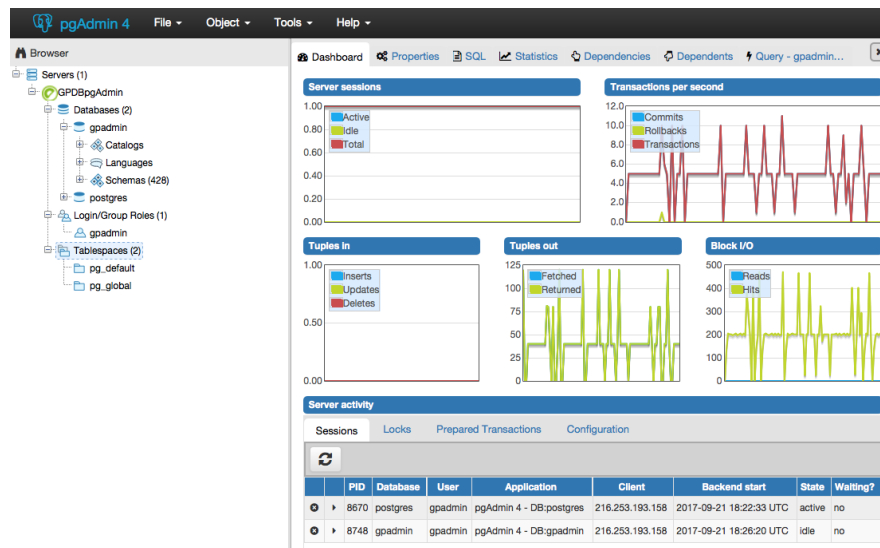 pgAdmin 4 File Object Tools Help
Browser
Servers (1)
GPDBpgAdmin
Databases (2)
gpadmin
Catalogs
Languages
Schemas (428)
postgres
Login/Group Roles (1)
gpadmin
Tablespaces (2)
pg_default
pg_global
Dashboard Properties SQL Statistics Dependencies Dependents Query - gpadmin...
Server sessions
1.00
0.80
0.60
0.40
0.20
0.00
Active
Idle
Total
Transactions per second
12.0
10.0
8.0
6.0
4.0
2.0
0.0
Commits
Rollbacks
Transactions
Tuples in
1.00
0.50
0.00
Inserts
Updates
Deletes
Tuples out
125
100
75
50
25
0
Fetched
Returned
Block I/O
500
400
300
200
100
0
Reads
Hits
Server activity
Sessions Locks Prepared Transactions Configuration
PID Database User Application Client Backend start State Waiting?
8670 postgres gpadmin pgAdmin 4 - DB:postgres 216.253.193.158 2017-09-21 18:22:33 UTC active no
8748 gpadmin gpadmin pgAdmin 4 - DB:gpadmin 216.253.193.158 2017-09-21 18:26:20 UTC idle no